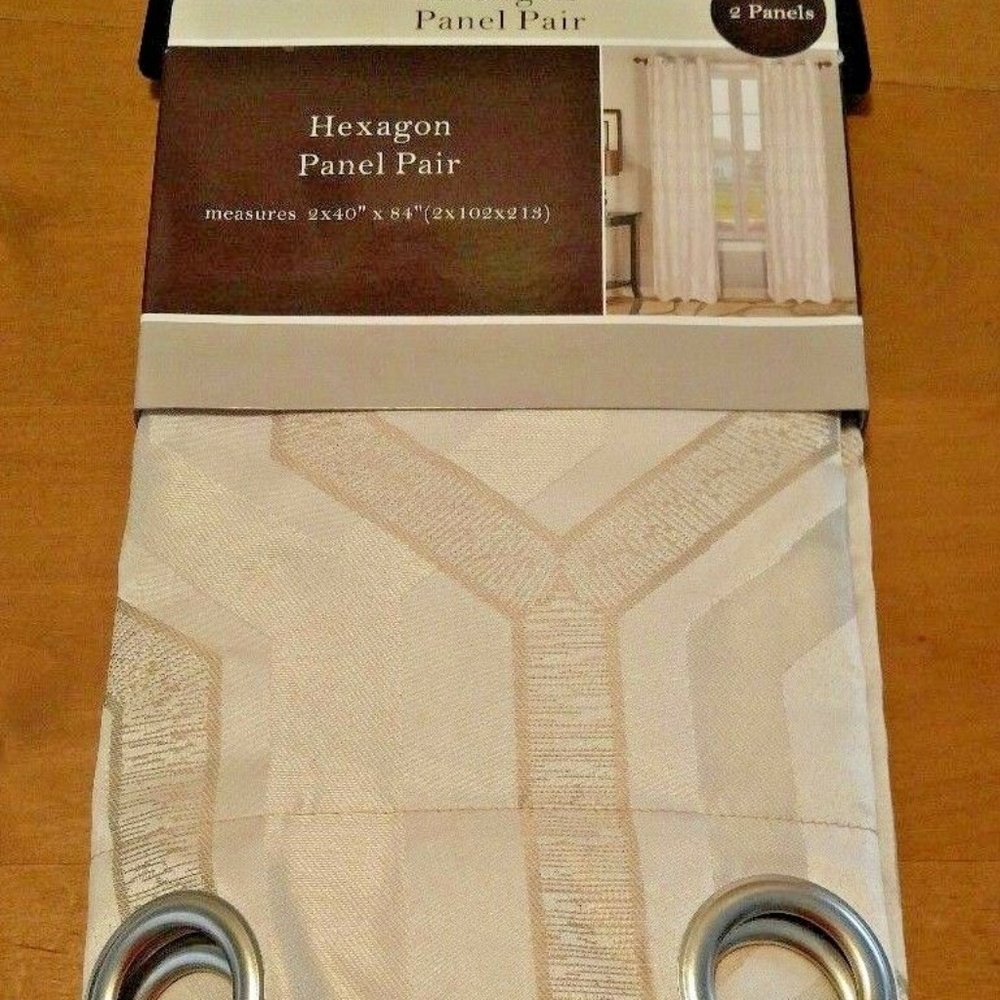 Panel Pair
2 Panels
Hexagon
Panel Pair
measures 2x40" x 84"(2x102x213)